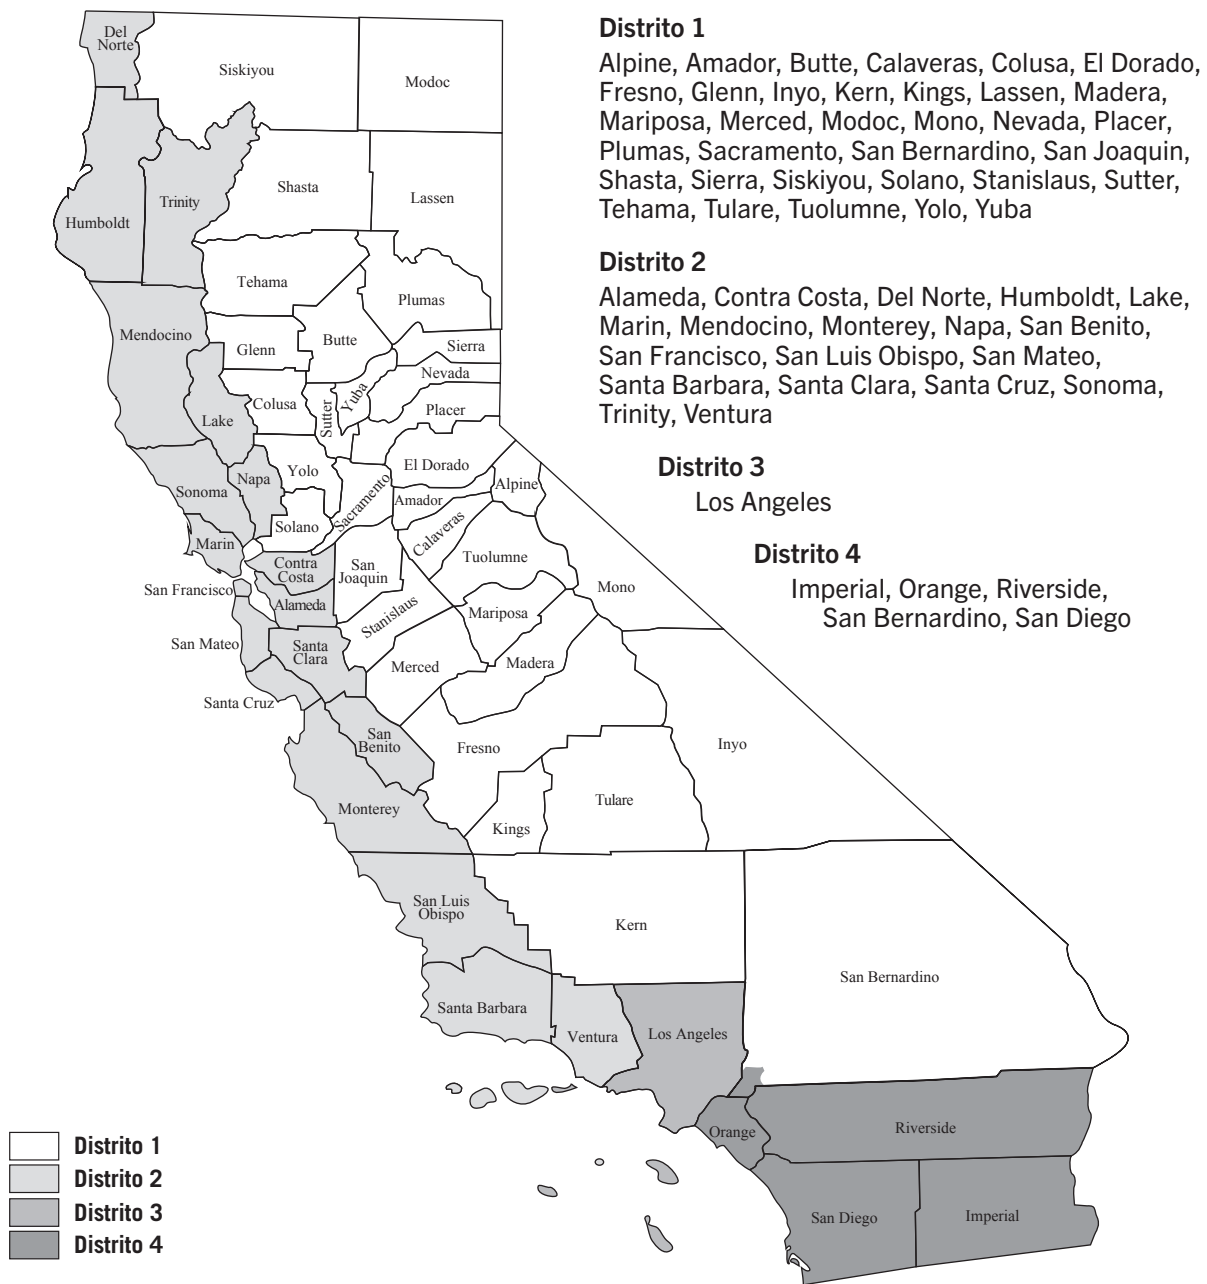 Distrito 1
Alpine, Amador, Butte, Calaveras, Colusa, El Dorado,
Fresno, Glenn, Inyo, Kern, Kings, Lassen, Madera,
Mariposa, Merced, Modoc, Mono, Nevada, Placer,
Plumas, Sacramento, San Bernardino, San Joaquin,
Shasta, Sierra, Siskiyou, Solano, Stanislaus, Sutter,
Tehama, Tulare, Tuolumne, Yolo, Yuba
Distrito 2
Alameda, Contra Costa, Del Norte, Humboldt, Lake,
Marin, Mendocino, Monterey, Napa, San Benito,
San Francisco, San Luis Obispo, San Mateo,
Santa Barbara, Santa Clara, Santa Cruz, Sonoma,
Trinity, Ventura
Distrito 3
Los Angeles
Distrito 4
Imperial, Orange, Riverside,
San Bernardino, San Diego
Del
Norte
Siskiyou
Modoc
Shasta
Lassen
Trinity
Humboldt
Tehama
Plumas
Mendocino
Glenn
Butte
Sierra
Nevada
Yuba
Colusa
Sutter
Placer
Lake
El Dorado
Yolo
Napa
Sonoma
Sacramento
Amador
Alpine
Solano
Calaveras
Marin
Contra
Costa
San
Joaquin
Tuolumne
Mono
San Francisco
Alameda
Stanislaus
Mariposa
San Mateo
Santa
Clara
Merced
Madera
Santa Cruz
San
Benito
Fresno
Inyo
Monterey
Kings
Tulare
San Luis
Obispo
Kern
San Bernardino
Santa Barbara
Ventura
Los Angeles
Orange
Riverside
San Diego
Imperial
Distrito 1
Distrito 2
Distrito 3
Distrito 4